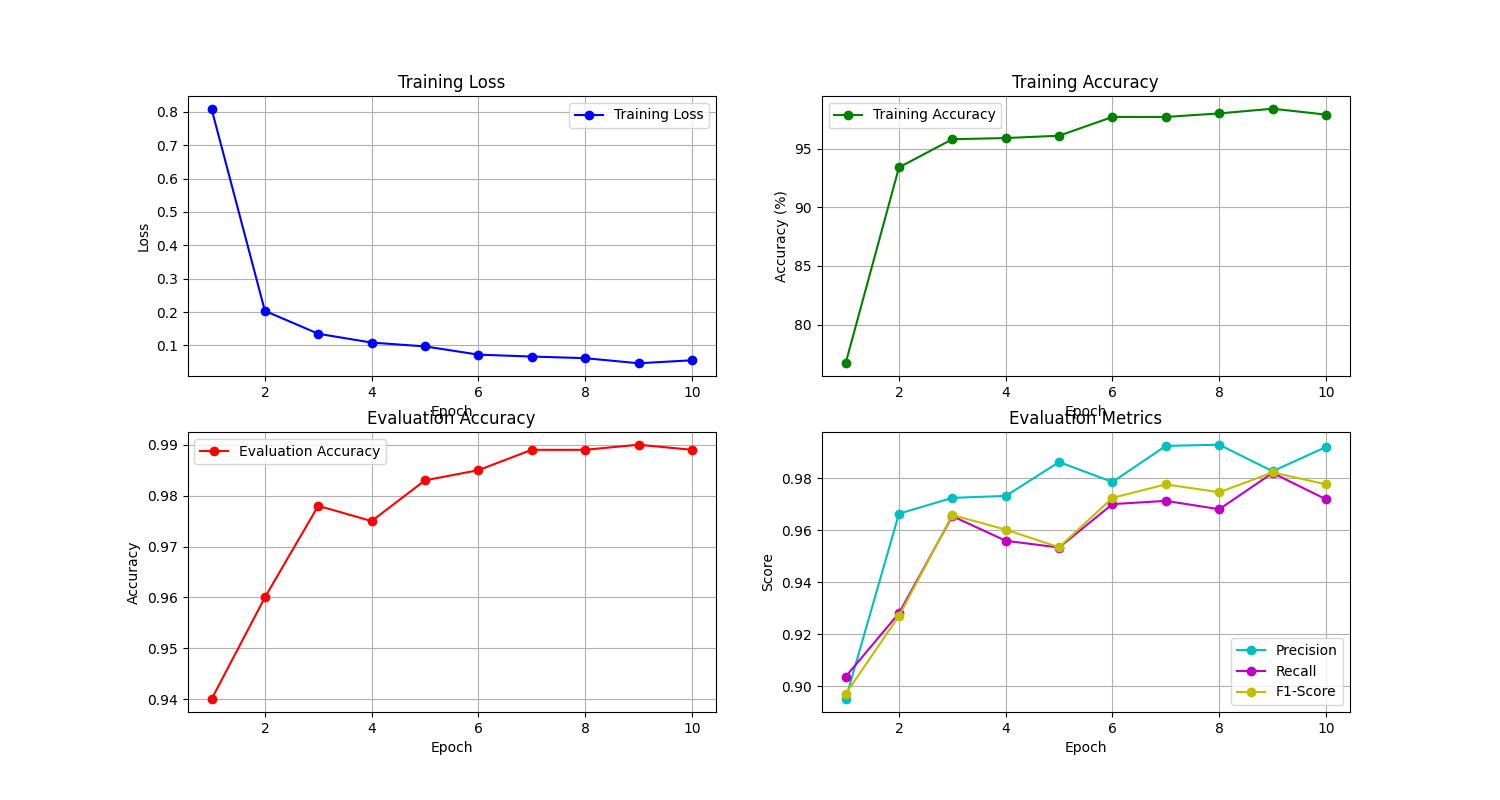 Training Loss
Training Loss
0.8
0.7
0.6
0.5
0.4
0.3
0.2
0.1
Loss
2 4 6 8 10
Epoch
Training Accuracy
Training Accuracy
95
90
85
80
Accuracy (%)
2 4 6 8 10
Epoch
Evaluation Accuracy
Evaluation Accuracy
0.99
0.98
0.97
0.96
0.95
0.94
Accuracy
2 4 6 8 10
Epoch
Evaluation Metrics
0.98
0.96
0.94
0.92
0.90
Score
Precision
Recall
F1-Score
2 4 6 8 10
Epoch